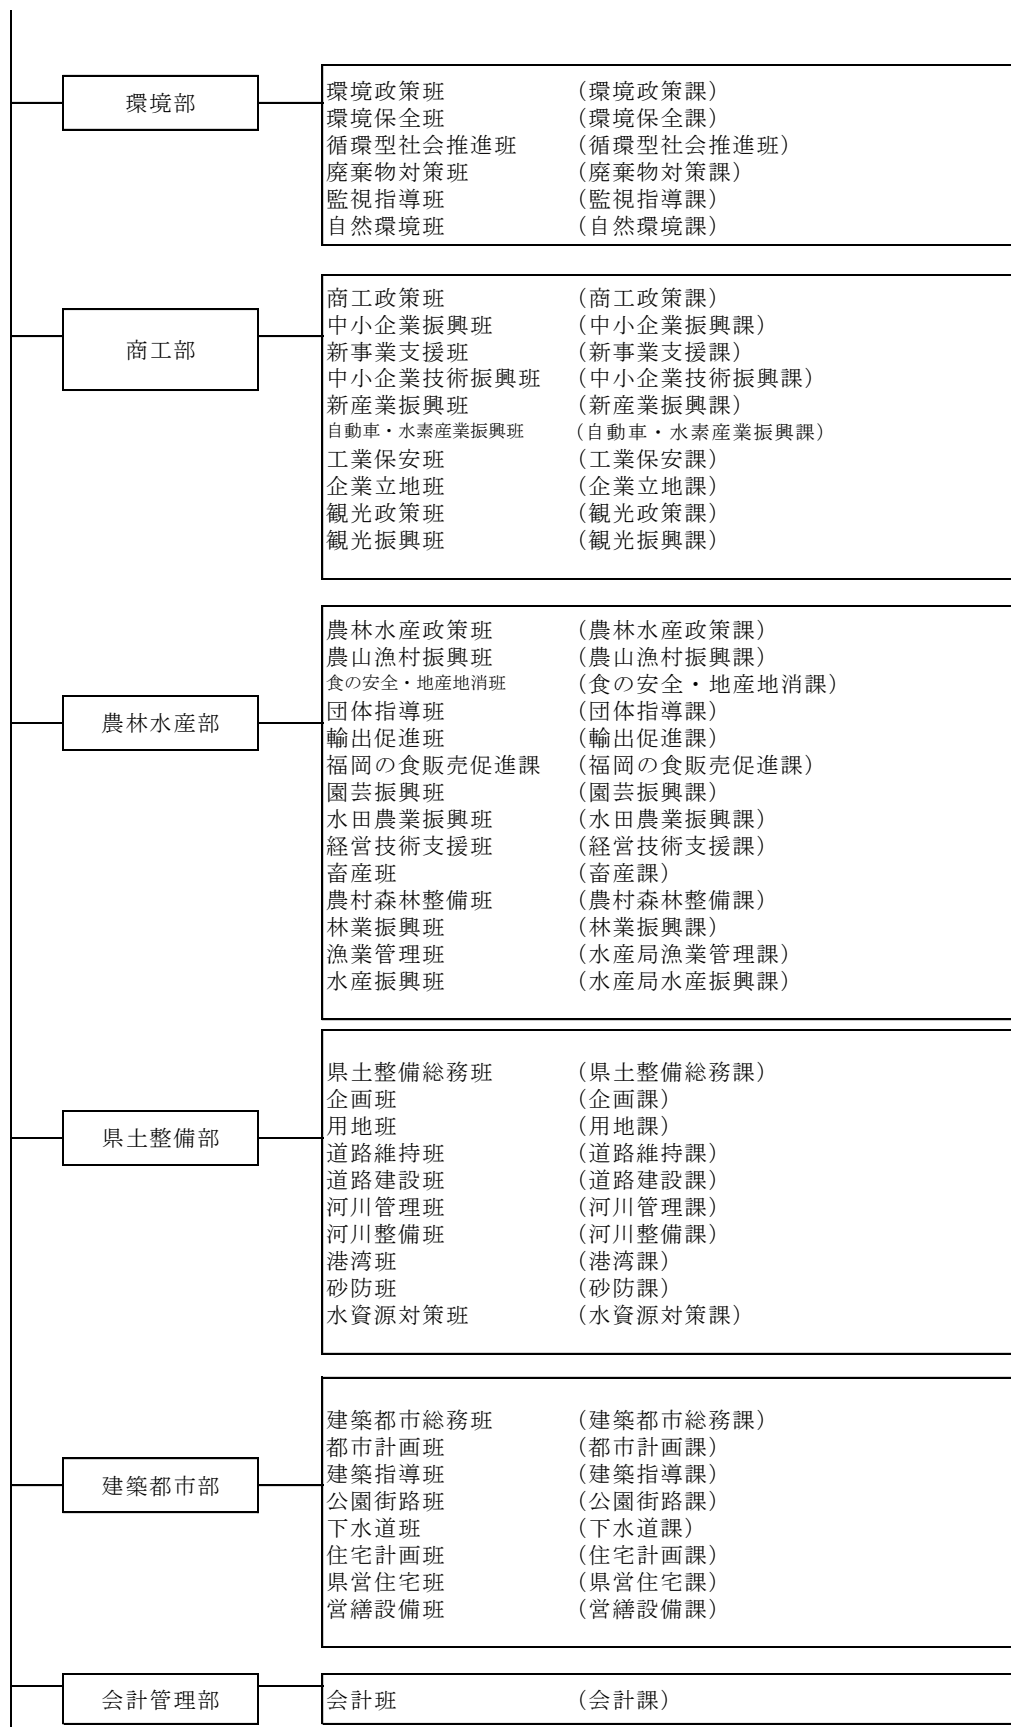 環境部
環境政策班 (環境政策課)
環境保全班 (環境保全課)
循環型社会推進班 (循環型社会推進班)
廃棄物対策班 (廃棄物対策課)
監視指導班 (監視指導課)
自然環境班 (自然環境課)
商工部
商工政策班 (商工政策課)
中小企業振興班 (中小企業振興課)
新事業支援班 (新事業支援課)
中小企業技術振興班 (中小企業技術振興課)
新産業振興班 (新産業振興課)
自動車・水素産業振興班 (自動車・水素産業振興課)
工業保安班 (工業保安課)
企業立地班 (企業立地課)
観光政策班 (観光政策課)
観光振興班 (観光振興課)
農林水産部
農林水産政策班 (農林水産政策課)
農山漁村振興班 (農山漁村振興課)
食の安全・地産地消班 (食の安全・地産地消課)
団体指導班 (団体指導課)
輸出促進班 (輸出促進課)
福岡の食販売促進課 (福岡の食販売促進課)
園芸振興班 (園芸振興課)
水田農業振興班 (水田農業振興課)
経営技術支援班 (経営技術支援課)
畜産班 (畜産課)
農村森林整備班 (農村森林整備課)
林業振興班 (林業振興課)
漁業管理班 (水産局漁業管理課)
水産振興班 (水産局水産振興課)
県土整備部
県土整備総務班 (県土整備総務課)
企画班 (企画課)
用地班 (用地課)
道路維持班 (道路維持課)
道路建設班 (道路建設課)
河川管理班 (河川管理課)
河川整備班 (河川整備課)
港湾班 (港湾課)
砂防班 (砂防課)
水資源対策班 (水資源対策課)
建築都市部
建築都市総務班 (建築都市総務課)
都市計画班 (都市計画課)
建築指導班 (建築指導課)
公園街路班 (公園街路課)
下水道班 (下水道課)
住宅計画班 (住宅計画課)
県営住宅班 (県営住宅課)
営繕設備班 (営繕設備課)
会計管理部
会計班 (会計課)